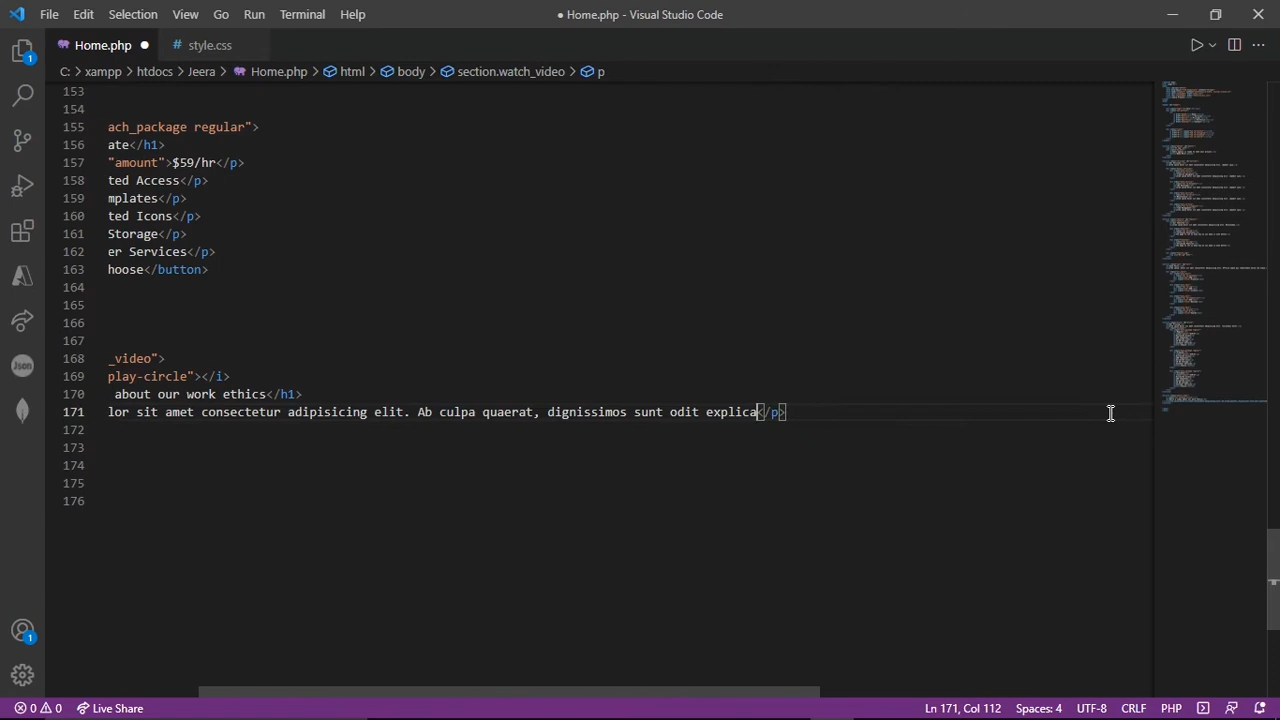 File Edit Selection View Go Run Terminal Help
● Home.php - Visual Studio Code
Home.php style.css
C: > xampp > htdocs > Jeera > Home.php > html > body > section.watch_video > p
153
154
155 ach_package regular">
156 ate</h1>
157 "amount">$59/hr</p>
158 ted Access</p>
159 mplates</p>
160 ted Icons</p>
161 Storage</p>
162 er Services</p>
163 hoose</button>
164
165
166
167
168 _video">
169 play-circle"></i>
170 about our work ethics</h1>
171 lor sit amet consectetur adipisicing elit. Ab culpa quaerat, dignissimos sunt odit explica</p>
172
173
174
175
176
1
Json
1
0 0 Live Share Ln 171, Col 112 Spaces: 4 UTF-8 CRLF PHP